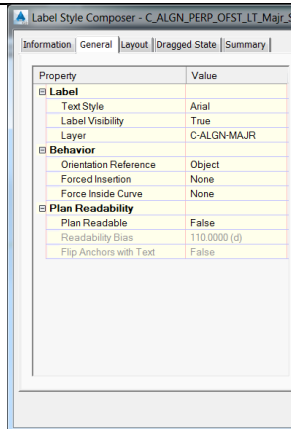 Label Style Composer - C_ALGN_PERP_OFST_LT_Majr_S
Information General Layout Dragged State Summary
Property Value
Label
Text Style Arial
Label Visibility True
Layer C-ALGN-MAJR
Behavior
Orientation Reference Object
Forced Insertion None
Force Inside Curve None
Plan Readability
Plan Readable False
Readability Bias 110.0000 (d)
Flip Anchors with Text False